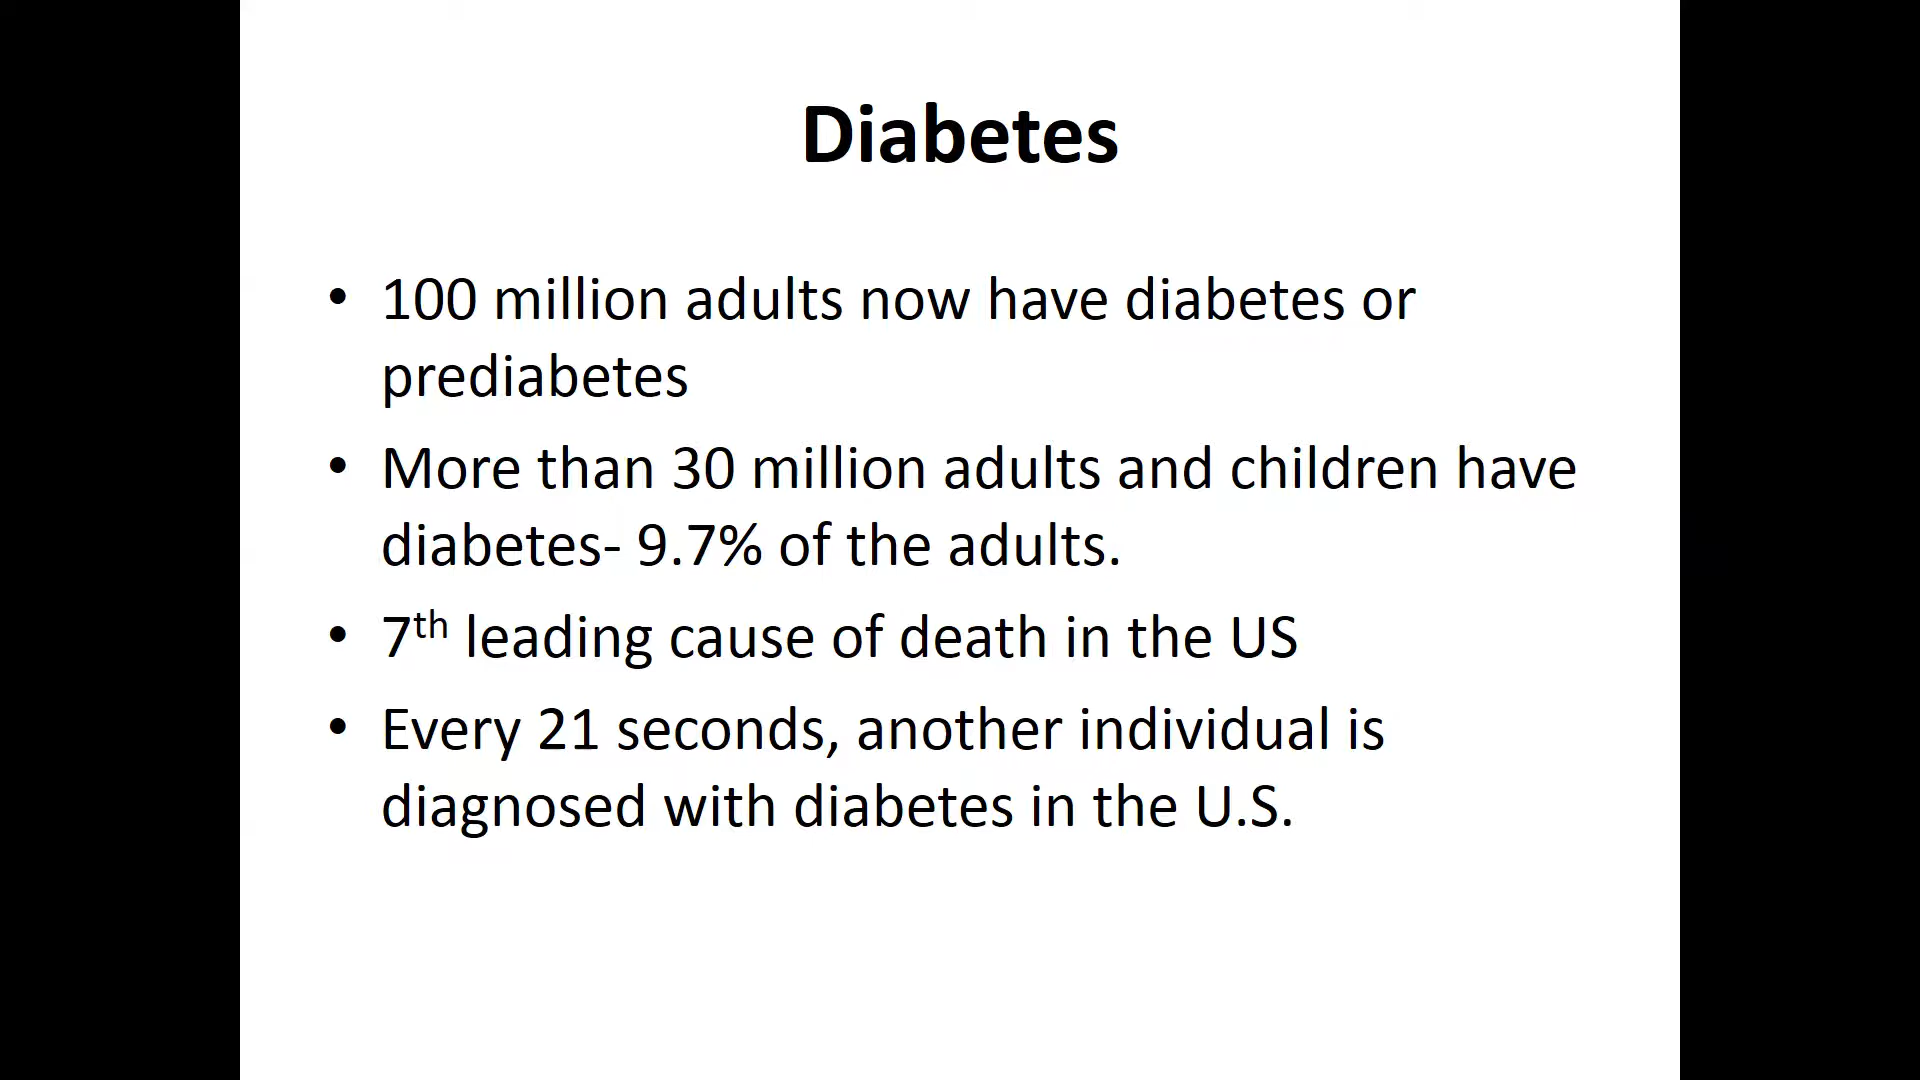 Diabetes
• 100 million adults now have diabetes or
prediabetes
• More than 30 million adults and children have
diabetes- 9.7% of the adults.
• 7th leading cause of death in the US
• Every 21 seconds, another individual is
diagnosed with diabetes in the U.S.